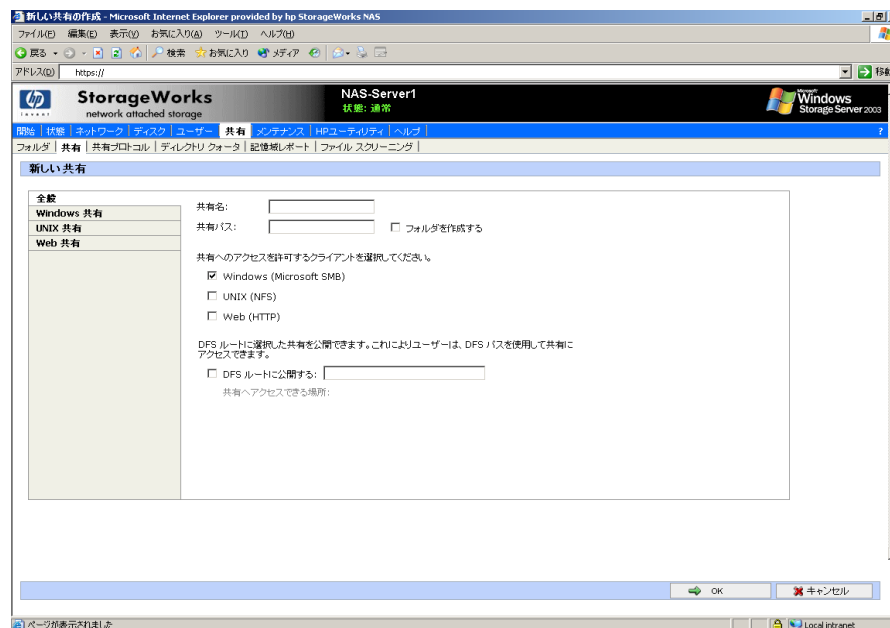 新しい共有の作成 - Microsoft Internet Explorer provided by hp StorageWorks NAS
ファイル(F) 編集(E) 表示(V) お気に入り(A) ツール(T) ヘルプ(H)
戻る 検索 お気に入り メディア
アドレス(D) https:// 移動
hp invent StorageWorks NAS-Server1 Microsoft Windows
network attached storage 状態: 通常 Storage Server 2003
開始 状態 ネットワーク ディスク ユーザー 共有 メンテナンス HPユーティリティ ヘルプ ?
フォルダ 共有 共有プロトコル ディレクトリ クォータ 記憶域レポート ファイル スクリーニング
新しい共有
全般
Windows 共有
UNIX 共有
Web 共有
共有名:
共有パス: フォルダを作成する
共有へのアクセスを許可するクライアントを選択してください。
Windows (Microsoft SMB)
UNIX (NFS)
Web (HTTP)
DFS ルートに選択した共有を公開できます。これによりユーザーは、DFS パスを使用して共有に
アクセスできます。
DFS ルートに公開する:
共有へアクセスできる場所:
OK キャンセル
ページが表示されました Local intranet